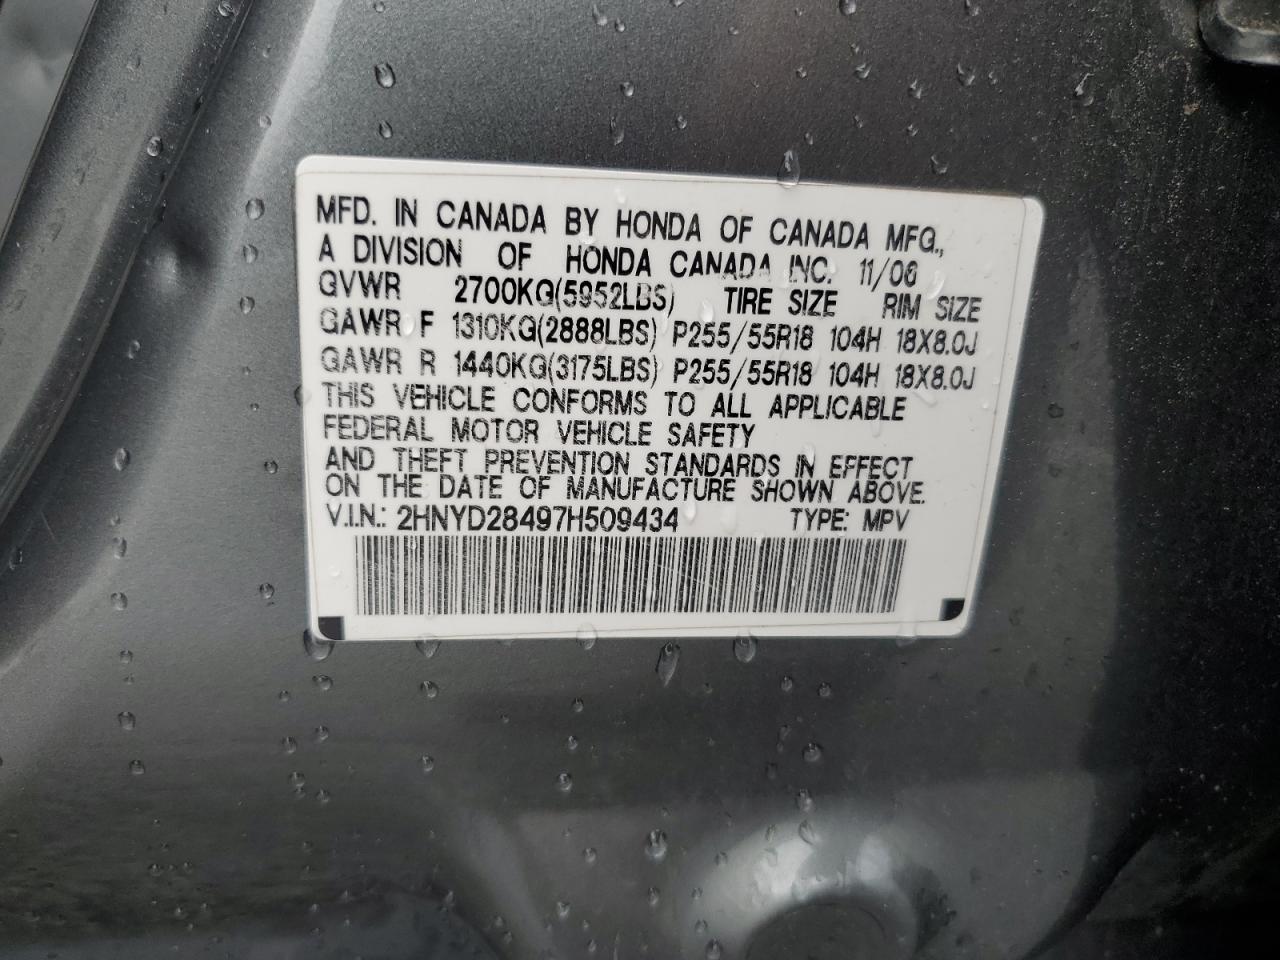 MFD. IN CANADA BY HONDA OF CANADA MFG.,
A DIVISION OF HONDA CANADA INC. 11/06
GVWR 2700KG(5952LBS) TIRE SIZE RIM SIZE
GAWR F 1310KG(2888LBS) P255/55R18 104H 18X8.0J
GAWR R 1440KG(3175LBS) P255/55R18 104H 18X8.0J
THIS VEHICLE CONFORMS TO ALL APPLICABLE
FEDERAL MOTOR VEHICLE SAFETY
AND THEFT PREVENTION STANDARDS IN EFFECT
ON THE DATE OF MANUFACTURE SHOWN ABOVE.
V.I.N.: 2HNYD28497H509434 TYPE: MPV